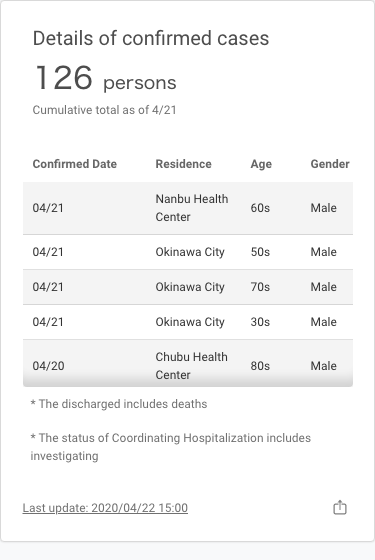 Details of confirmed cases
126 persons
Cumulative total as of 4/21
Confirmed Date Residence Age Gender
04/21 Nanbu Health Center 60s Male
04/21 Okinawa City 50s Male
04/21 Okinawa City 70s Male
04/21 Okinawa City 30s Male
04/20 Chubu Health Center 80s Male
* The discharged includes deaths
* The status of Coordinating Hospitalization includes
investigating
Last update: 2020/04/22 15:00